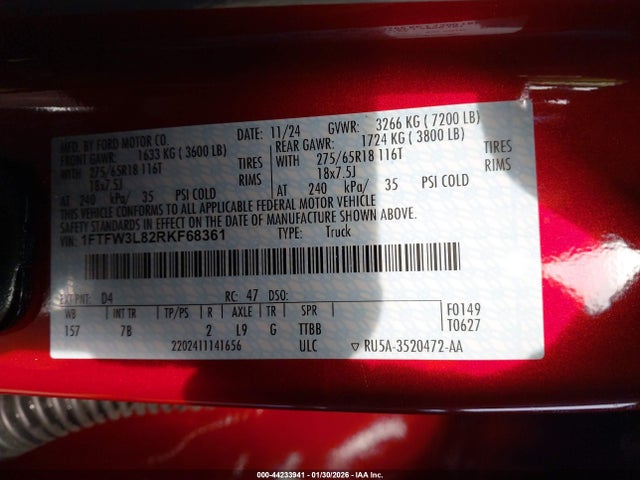 MFD. BY FORD MOTOR CO. DATE: 11/24 GVWR: 3266 KG ( 7200 LB)
FRONT GAWR: 1633 KG ( 3600 LB) REAR GAWR: 1724 KG ( 3800 LB)
WITH 275/65R18 116T TIRES WITH 275/65R18 116T TIRES
18x7.5J RIMS 18x7.5J RIMS
AT 240 kPa/ 35 PSI COLD AT 240 kPa/ 35 PSI COLD
THIS VEHICLE CONFORMS TO ALL APPLICABLE FEDERAL MOTOR VEHICLE
SAFETY STANDARDS IN EFFECT ON THE DATE OF MANUFACTURE SHOWN ABOVE.
VIN: 1FTFW3L82RKF68361 TYPE: Truck
EXT PNT: D4 RC: 47 DSO:
WB INT TR TP/PS R AXLE TR SPR F0149
157 7B 2 L9 G TTBB T0627
2202411141656 ULC ▽ RU5A-3520472-AA
000-44233941 - 01/30/2026 - IAA Inc.